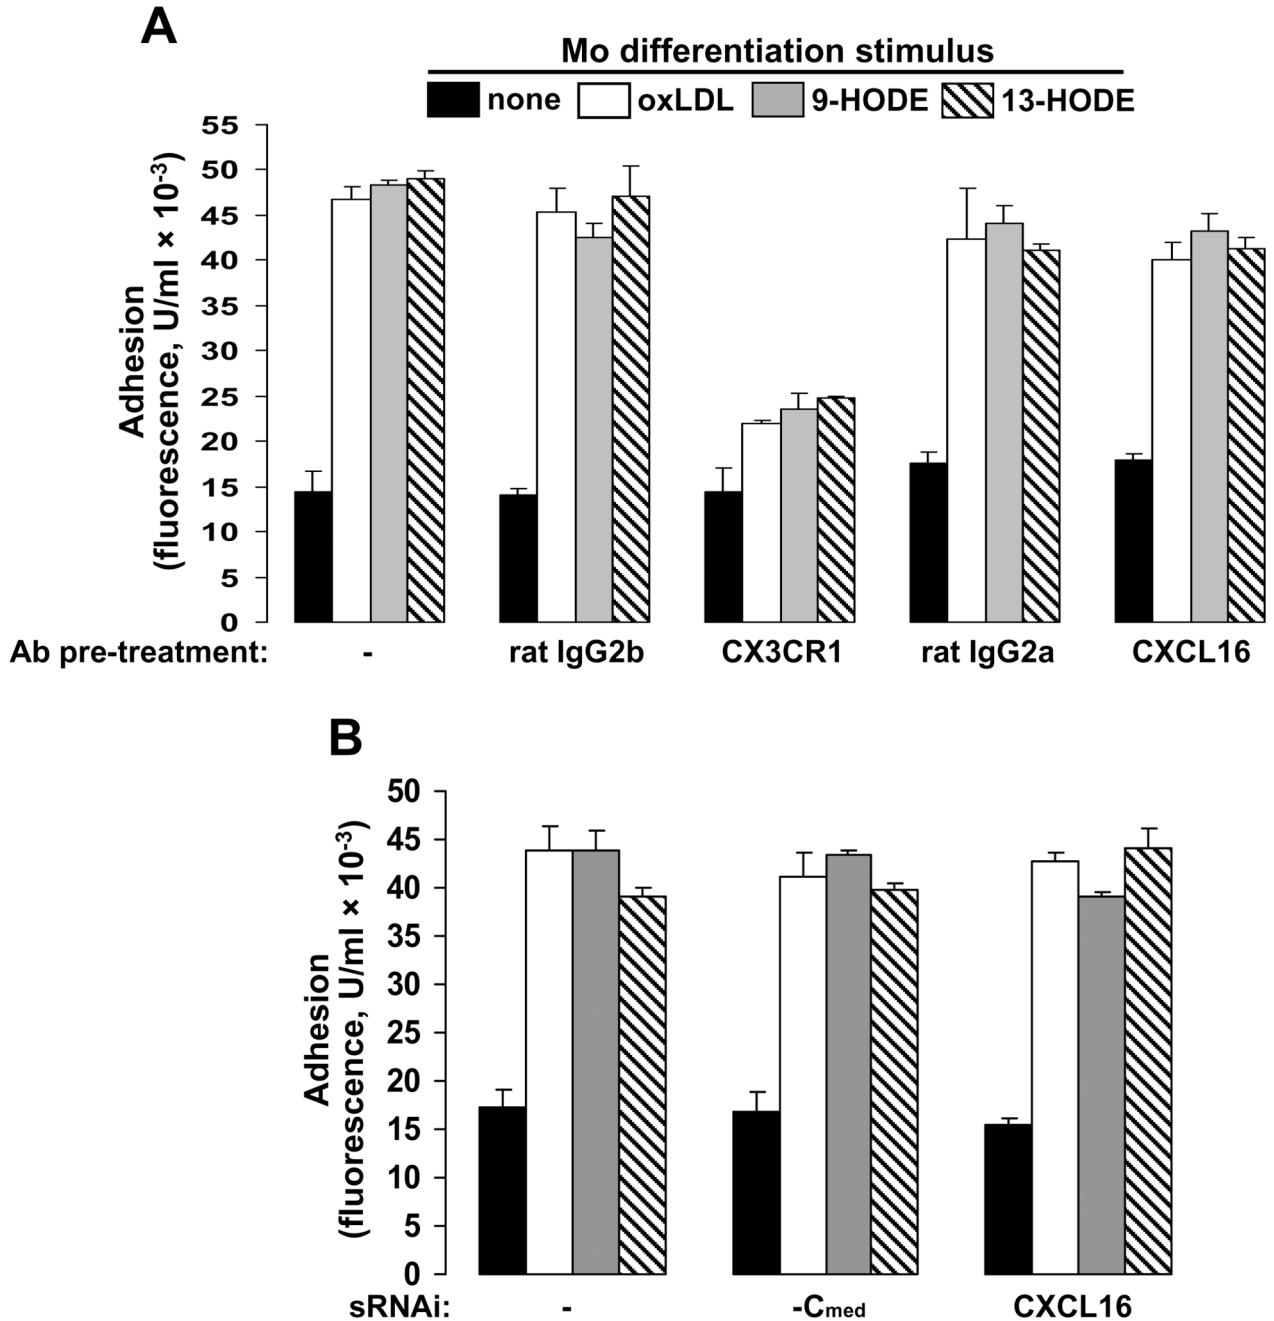 A
Mo differentiation stimulus
none oxLDL 9-HODE 13-HODE
Adhesion
(fluorescence, U/ml × 10-3)
55
50
45
40
35
30
25
20
15
10
5
0
Ab pre-treatment: - rat IgG2b CX3CR1 rat IgG2a CXCL16
B
Adhesion
(fluorescence, U/ml × 10-3)
50
45
40
35
30
25
20
15
10
5
0
sRNAi: - -Cmed CXCL16